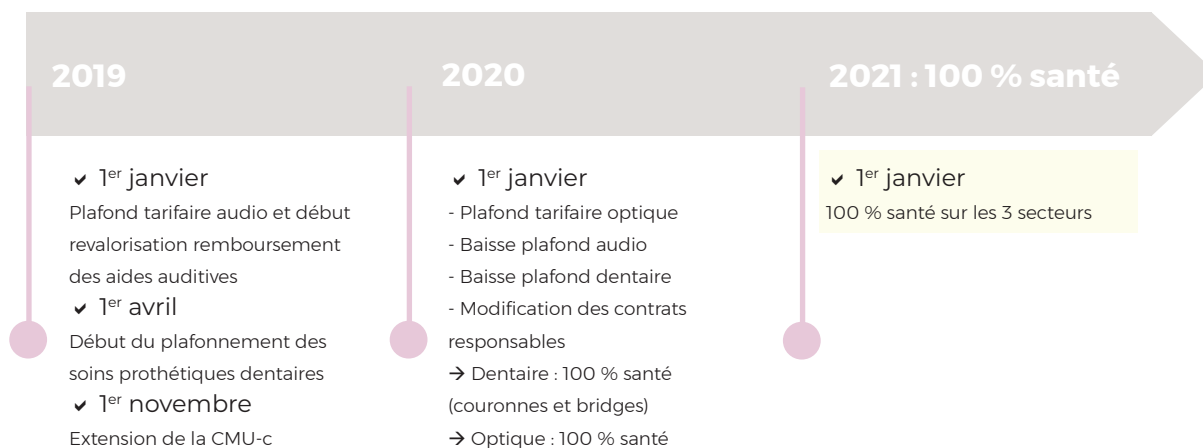 2019
✓ 1er janvier
Plafond tarifaire audio et début
revalorisation remboursement
des aides auditives
✓ 1er avril
Début du plafonnement des
soins prothétiques dentaires
✓ 1er novembre
Extension de la CMU-c
2020
✓ 1er janvier
- Plafond tarifaire optique
- Baisse plafond audio
- Baisse plafond dentaire
- Modification des contrats
responsables
→ Dentaire : 100 % santé
(couronnes et bridges)
→ Optique : 100 % santé
2021 : 100 % santé
✓ 1er janvier
100 % santé sur les 3 secteurs